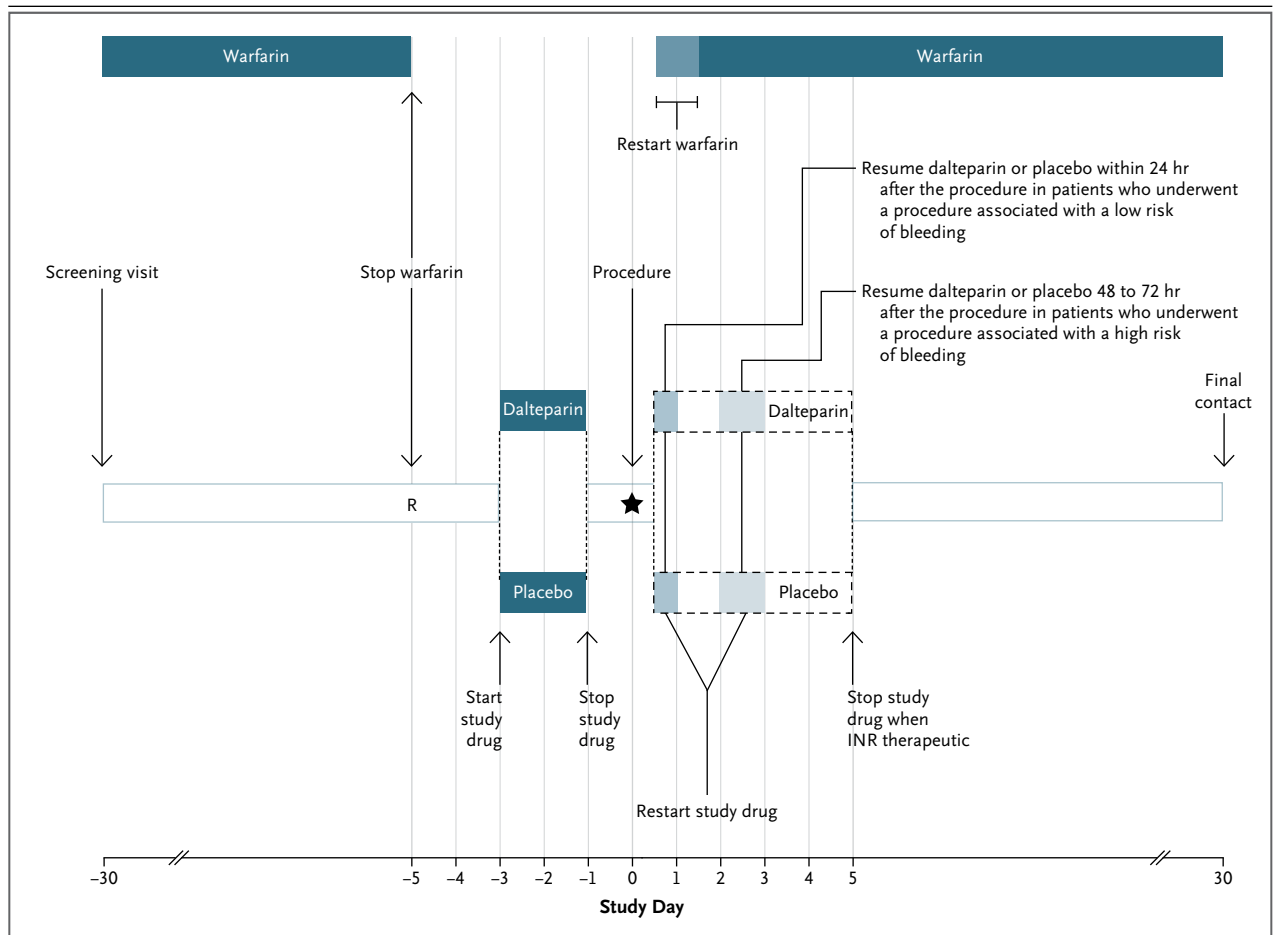 Warfarin
Warfarin
Restart warfarin
Resume dalteparin or placebo within 24 hr
after the procedure in patients who underwent
a procedure associated with a low risk
of bleeding
Screening visit
Stop warfarin
Procedure
Resume dalteparin or placebo 48 to 72 hr
after the procedure in patients who underwent
a procedure associated with a high risk
of bleeding
Final
contact
Dalteparin
Dalteparin
R
Placebo
Placebo
Start
study
drug
Stop
study
drug
Stop study
drug when
INR therapeutic
Restart study drug
–30 –5 –4 –3 –2 –1 0 1 2 3 4 5 30
Study Day